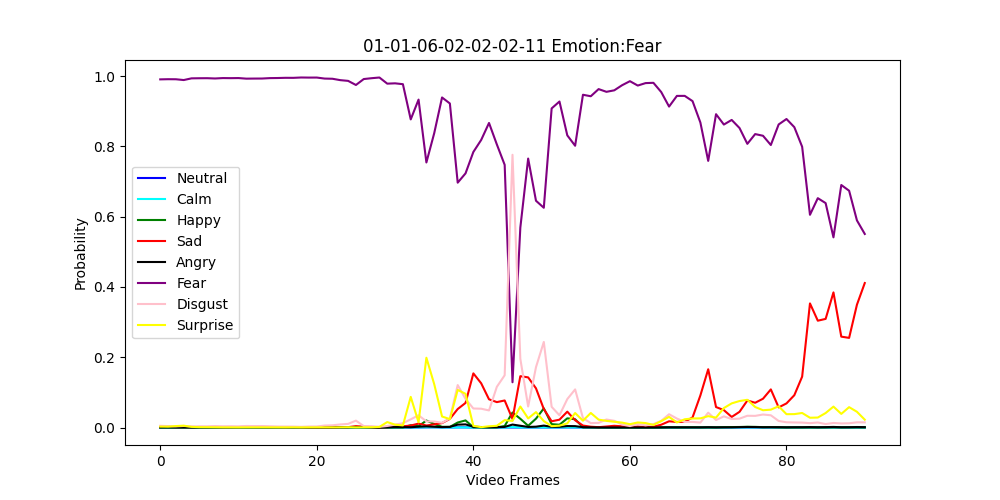 01-01-06-02-02-02-11 Emotion:Fear
1.0
0.8
0.6
0.4
0.2
0.0
Probability
Neutral
Calm
Happy
Sad
Angry
Fear
Disgust
Surprise
0 20 40 60 80
Video Frames